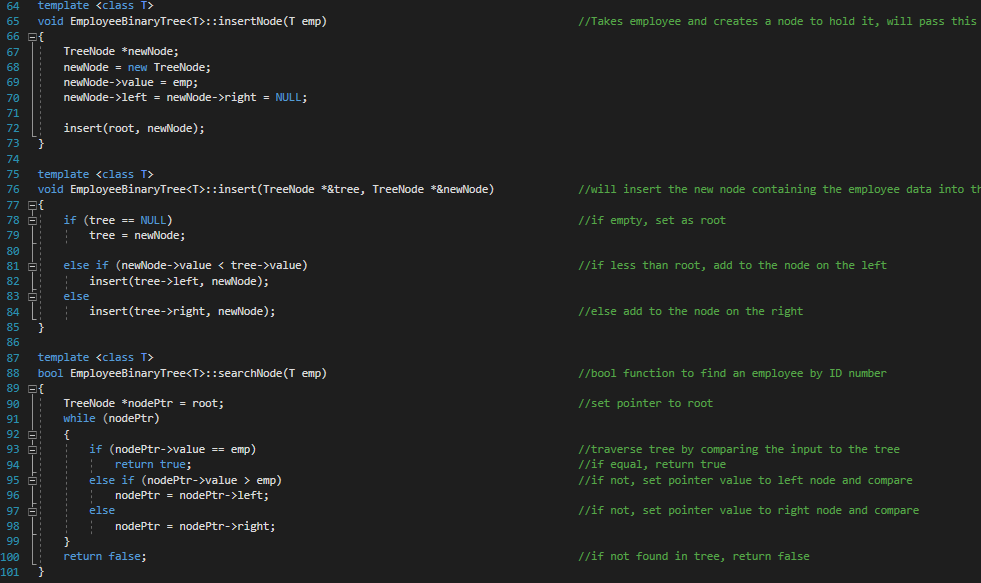 64 template <class T>
65 void EmployeeBinaryTree<T>::insertNode(T emp) //Takes employee and creates a node to hold it, will pass this
66 {
67 TreeNode *newNode;
68 newNode = new TreeNode;
69 newNode->value = emp;
70 newNode->left = newNode->right = NULL;
71
72 insert(root, newNode);
73 }
74
75 template <class T>
76 void EmployeeBinaryTree<T>::insert(TreeNode *&tree, TreeNode *&newNode) //will insert the new node containing the employee data into th
77 {
78 if (tree == NULL) //if empty, set as root
79 tree = newNode;
80
81 else if (newNode->value < tree->value) //if less than root, add to the node on the left
82 insert(tree->left, newNode);
83 else
84 insert(tree->right, newNode); //else add to the node on the right
85 }
86
87 template <class T>
88 bool EmployeeBinaryTree<T>::searchNode(T emp) //bool function to find an employee by ID number
89 {
90 TreeNode *nodePtr = root; //set pointer to root
91 while (nodePtr)
92 {
93 if (nodePtr->value == emp) //traverse tree by comparing the input to the tree
94 return true; //if equal, return true
95 else if (nodePtr->value > emp) //if not, set pointer value to left node and compare
96 nodePtr = nodePtr->left;
97 else //if not, set pointer value to right node and compare
98 nodePtr = nodePtr->right;
99 }
100 return false; //if not found in tree, return false
101 }